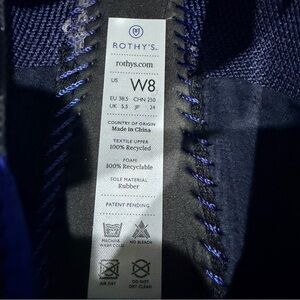 ROTHY'S.
rothys.com
US W8
EU 38.5 CHN 250
UK 5.5 JP 24
COUNTRY OF ORIGIN
Made in China
TEXTILE UPPER
100% Recycled
FOAM
100% Recyclable
SOLE MATERIAL
Rubber
PATENT PENDING
MACHINE WASH COLD
NO BLEACH
AIR DRY
DO NOT DRY CLEAN